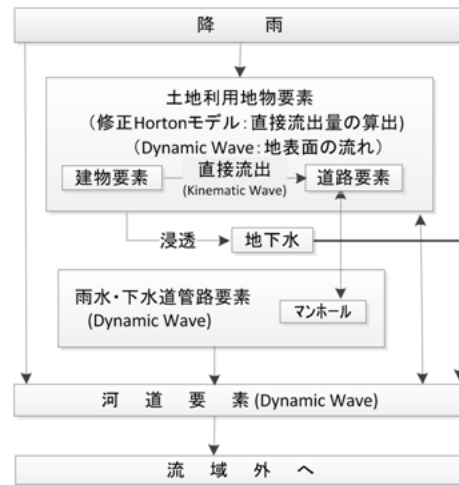 降 雨
土地利用地物要素
(修正Hortonモデル:直接流出量の算出)
(Dynamic Wave:地表面の流れ)
建物要素 直接流出 道路要素
(Kinematic Wave)
浸透 地下水
雨水・下水道管路要素
(Dynamic Wave)
マンホール
河 道 要 素 (Dynamic Wave)
流 域 外 へ